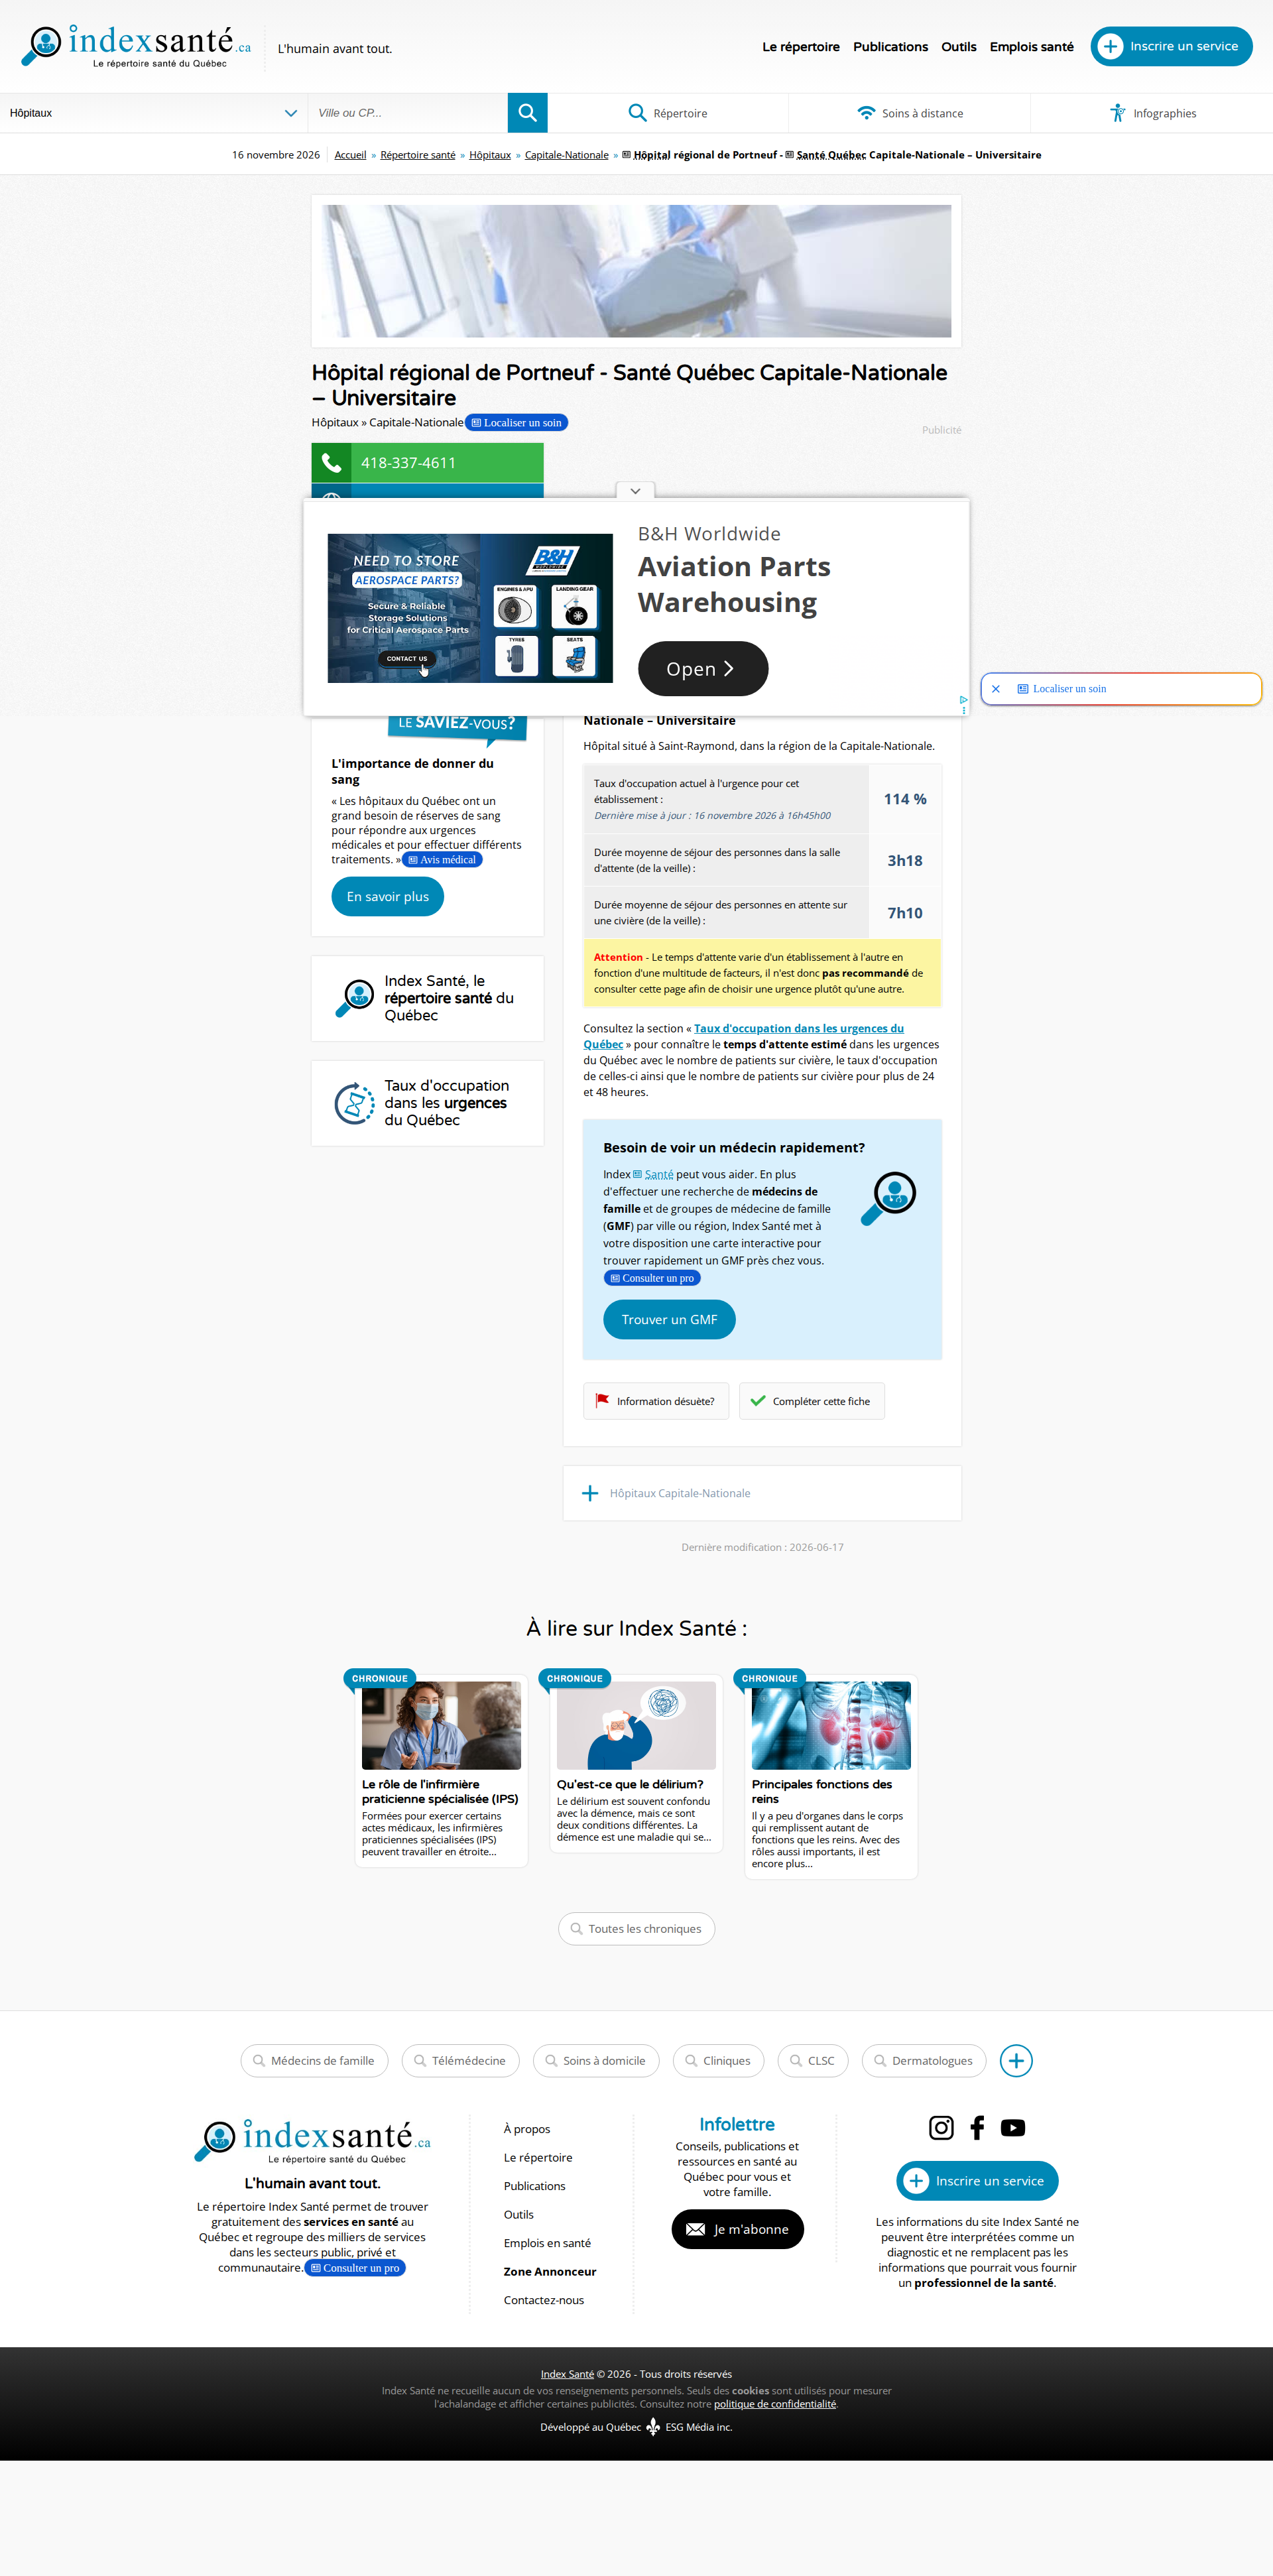 indexsanté.ca
Le répertoire santé du Québec
L'humain avant tout.
Le répertoire
Publications
Outils
Emplois santé
Inscrire un service
Hôpitaux
Ville ou CP...
Répertoire
Soins à distance
Infographies
16 novembre 2026 Accueil » Répertoire santé » Hôpitaux » Capitale-Nationale » Hôpital régional de Portneuf - Santé Québec Capitale-Nationale – Universitaire
Hôpital régional de Portneuf - Santé Québec Capitale-Nationale
– Universitaire
Hôpitaux » Capitale-Nationale Localiser un soin
Publicité
418-337-4611
NEED TO STORE
AEROSPACE PARTS?
Secure & Reliable
Storage Solutions
for Critical Aerospace Parts
CONTACT US
B&H
ENGINES & APU
LANDING GEAR
TYRES
SEATS
B&H Worldwide
Aviation Parts
Warehousing
Open
Localiser un soin
LE SAVIEZ-VOUS?
L'importance de donner du
sang
« Les hôpitaux du Québec ont un
grand besoin de réserves de sang
pour répondre aux urgences
médicales et pour effectuer différents
traitements. » Avis médical
En savoir plus
Index Santé, le
répertoire santé du
Québec
Taux d'occupation
dans les urgences
du Québec
Nationale – Universitaire
Hôpital situé à Saint-Raymond, dans la région de la Capitale-Nationale.
Taux d'occupation actuel à l'urgence pour cet
établissement :
Dernière mise à jour : 16 novembre 2026 à 16h45h00
114 %
Durée moyenne de séjour des personnes dans la salle
d'attente (de la veille) :
3h18
Durée moyenne de séjour des personnes en attente sur
une civière (de la veille) :
7h10
Attention - Le temps d'attente varie d'un établissement à l'autre en
fonction d'une multitude de facteurs, il n'est donc pas recommandé de
consulter cette page afin de choisir une urgence plutôt qu'une autre.
Consultez la section « Taux d'occupation dans les urgences du
Québec » pour connaître le temps d'attente estimé dans les urgences
du Québec avec le nombre de patients sur civière, le taux d'occupation
de celles-ci ainsi que le nombre de patients sur civière pour plus de 24
et 48 heures.
Besoin de voir un médecin rapidement?
Index Santé peut vous aider. En plus
d'effectuer une recherche de médecins de
famille et de groupes de médecine de famille
(GMF) par ville ou région, Index Santé met à
votre disposition une carte interactive pour
trouver rapidement un GMF près chez vous.
Consulter un pro
Trouver un GMF
Information désuète?
Compléter cette fiche
Hôpitaux Capitale-Nationale
Dernière modification : 2026-06-17
À lire sur Index Santé :
CHRONIQUE
Le rôle de l'infirmière
praticienne spécialisée (IPS)
Formées pour exercer certains
actes médicaux, les infirmières
praticiennes spécialisées (IPS)
peuvent travailler en étroite...
CHRONIQUE
Qu'est-ce que le délirium?
Le délirium est souvent confondu
avec la démence, mais ce sont
deux conditions différentes. La
démence est une maladie qui se...
CHRONIQUE
Principales fonctions des
reins
Il y a peu d'organes dans le corps
qui remplissent autant de
fonctions que les reins. Avec des
rôles aussi importants, il est
encore plus...
Toutes les chroniques
Médecins de famille
Télémédecine
Soins à domicile
Cliniques
CLSC
Dermatologues
indexsanté.ca
Le répertoire santé du Québec
L'humain avant tout.
Le répertoire Index Santé permet de trouver
gratuitement des services en santé au
Québec et regroupe des milliers de services
dans les secteurs public, privé et
communautaire. Consulter un pro
À propos
Le répertoire
Publications
Outils
Emplois en santé
Zone Annonceur
Contactez-nous
Infolettre
Conseils, publications et
ressources en santé au
Québec pour vous et
votre famille.
Je m'abonne
Inscrire un service
Les informations du site Index Santé ne
peuvent être interprétées comme un
diagnostic et ne remplacent pas les
informations que pourrait vous fournir
un professionnel de la santé.
Index Santé © 2026 - Tous droits réservés
Index Santé ne recueille aucun de vos renseignements personnels. Seuls des cookies sont utilisés pour mesurer
l'achalandage et afficher certaines publicités. Consultez notre politique de confidentialité.
Développé au Québec ESG Média inc.